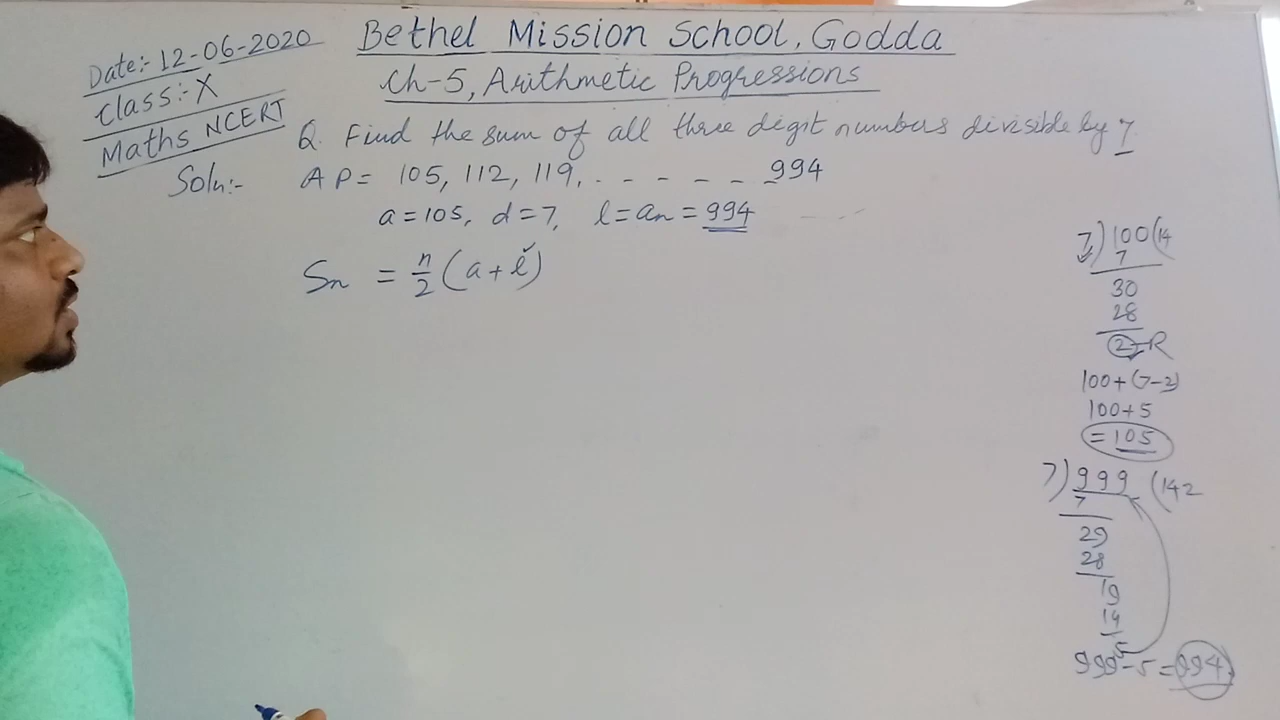 Bethel Mission School, Godda
Date:- 12-06-2020
Ch-5, Arithmetic Progressions
Class:- X
Maths NCERT
Q. Find the sum of all three digit numbers divisible by 7
Soln:-
AP = 105, 112, 119, . - - - - - 994
a = 105, d = 7, l = an = 994
Sn = n/2 (a + l)
7) 100 (14
7
30
28
2 - R
100 + (7-2)
100 + 5
= 105
7) 999 (142
7
29
28
19
14
5
999 - 5 = 994